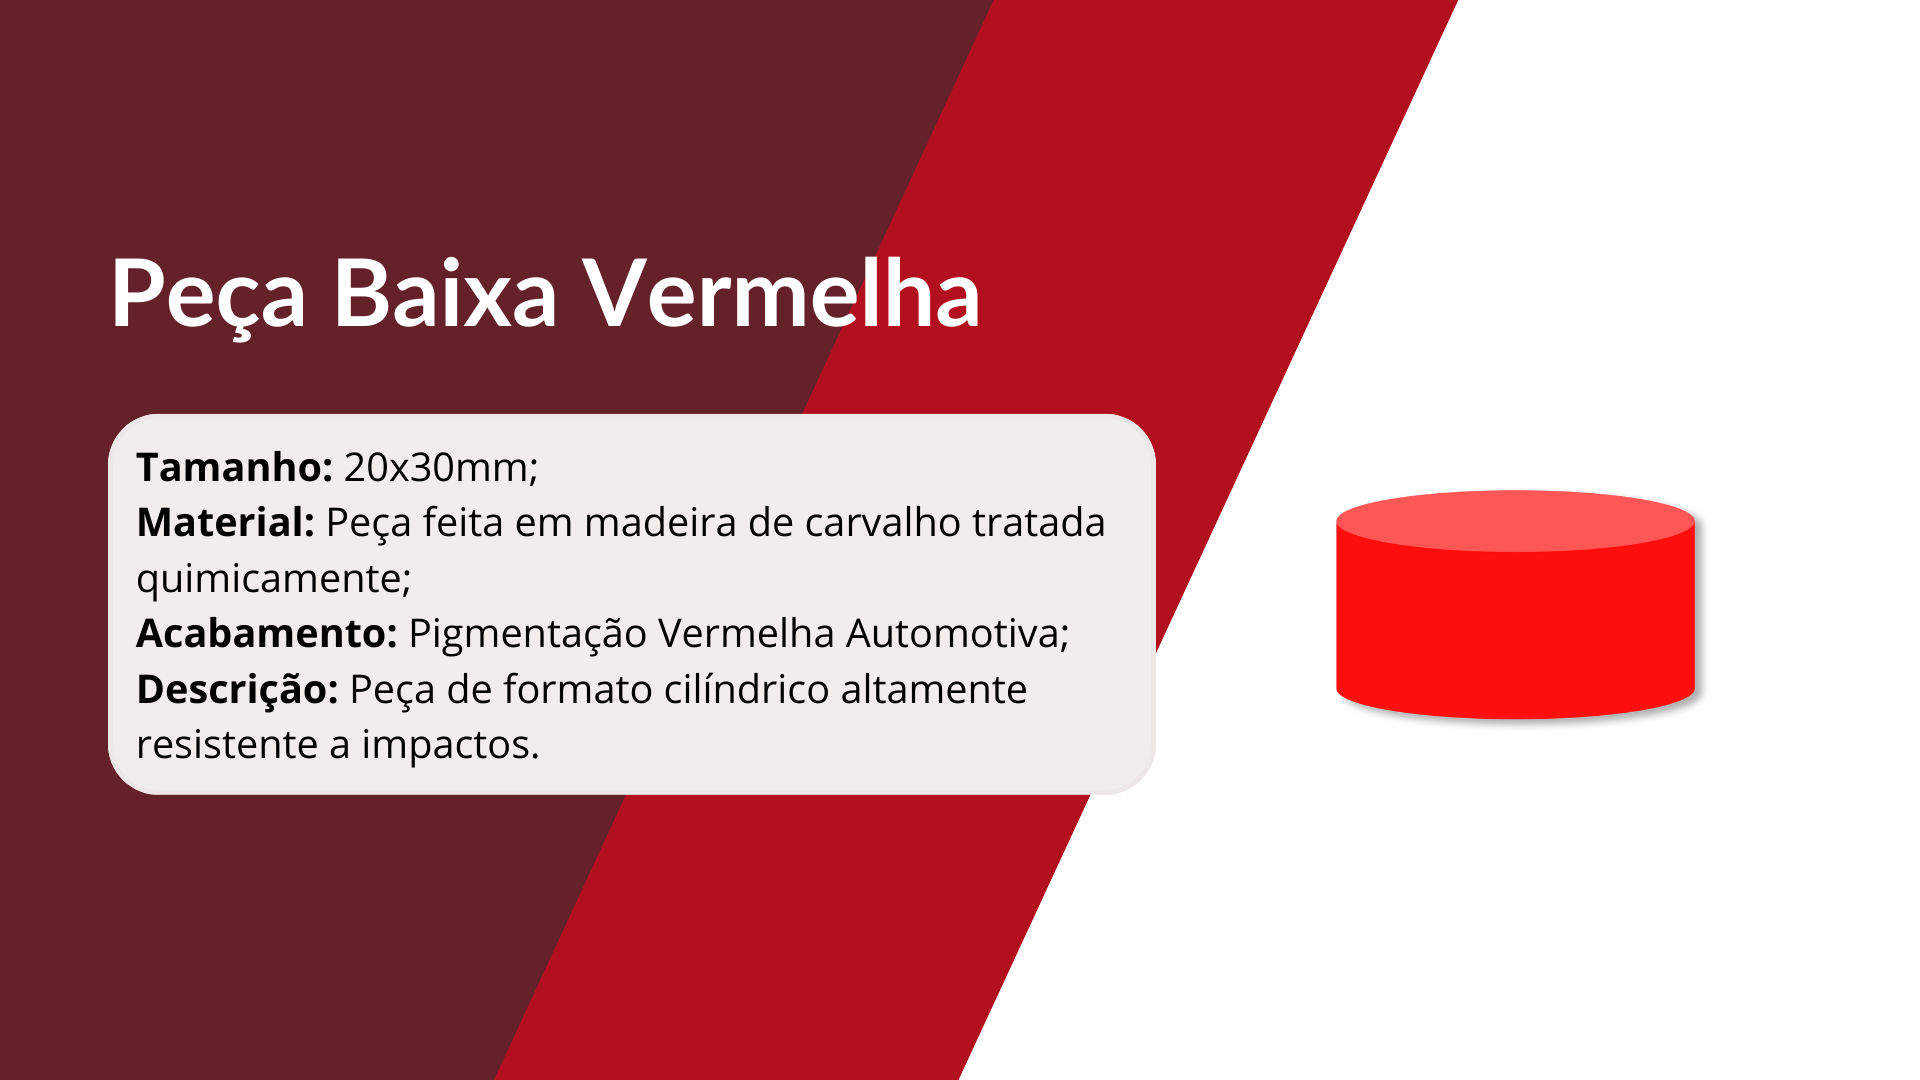 Peça Baixa Vermelha
Tamanho: 20x30mm;
Material: Peça feita em madeira de carvalho tratada
quimicamente;
Acabamento: Pigmentação Vermelha Automotiva;
Descrição: Peça de formato cilíndrico altamente
resistente a impactos.